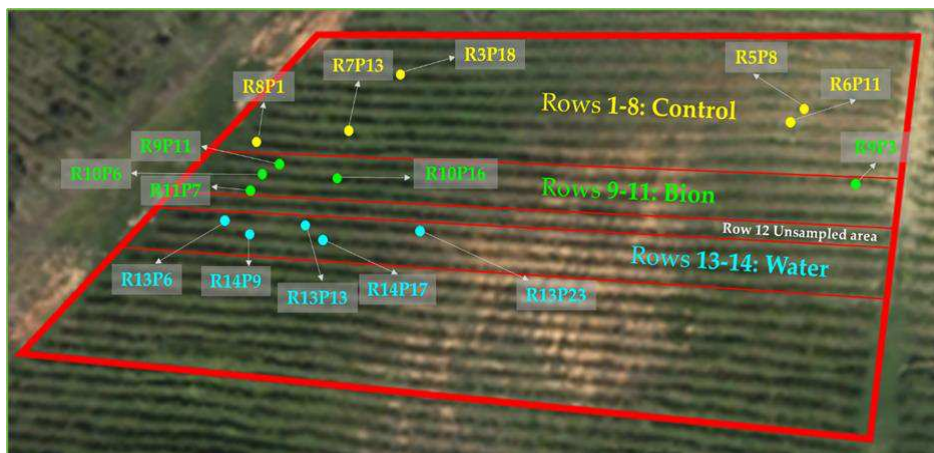 R3P18
R7P13
R5P8
R8P1
R6P11
Rows 1-8: Control
R9P11
R9P3
R10P6
R10P16
R11P7
Rows 9-11: Bion
Row 12 Unsampled area
Rows 13-14: Water
R13P6
R14P9
R13P13
R14P17
R13P23